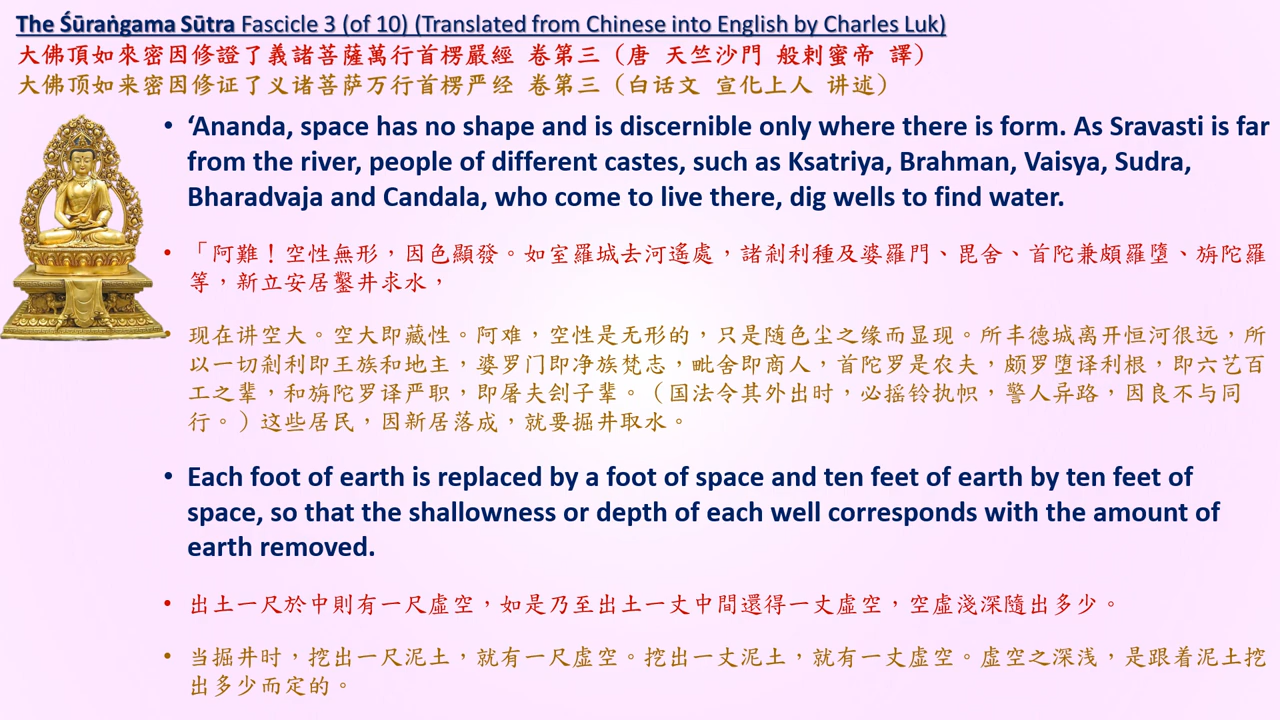 The Śūraṅgama Sūtra Fascicle 3 (of 10) (Translated from Chinese into English by Charles Luk)
大佛頂如來密因修證了義諸菩薩萬行首楞嚴經 卷第三（唐 天竺沙門 般剌蜜帝 譯）
大佛顶如来密因修证了义诸菩萨万行首楞严经 卷第三（白话文 宣化上人 讲述）
• ‘Ananda, space has no shape and is discernible only where there is form. As Sravasti is far
from the river, people of different castes, such as Ksatriya, Brahman, Vaisya, Sudra,
Bharadvaja and Candala, who come to live there, dig wells to find water.
• 「阿難！空性無形，因色顯發。如室羅城去河遙處，諸剎利種及婆羅門、毘舍、首陀兼頗羅墮、旃陀羅
等，新立安居鑿井求水，
• 现在讲空大。空大即藏性。阿难，空性是无形的，只是随色尘之缘而显现。所丰德城离开恒河很远，所
以一切剎利即王族和地主，婆罗门即净族梵志，毗舍即商人，首陀罗是农夫，颇罗堕译利根，即六艺百
工之辈，和旃陀罗译严职，即屠夫刽子辈。（国法令其外出时，必摇铃执帜，警人异路，因良不与同
行。）这些居民，因新居落成，就要掘井取水。
• Each foot of earth is replaced by a foot of space and ten feet of earth by ten feet of
space, so that the shallowness or depth of each well corresponds with the amount of
earth removed.
• 出土一尺於中則有一尺虛空，如是乃至出土一丈中間還得一丈虛空，空虛淺深隨出多少。
• 当掘井时，挖出一尺泥土，就有一尺虚空。挖出一丈泥土，就有一丈虚空。虚空之深浅，是跟着泥土挖
出多少而定的。